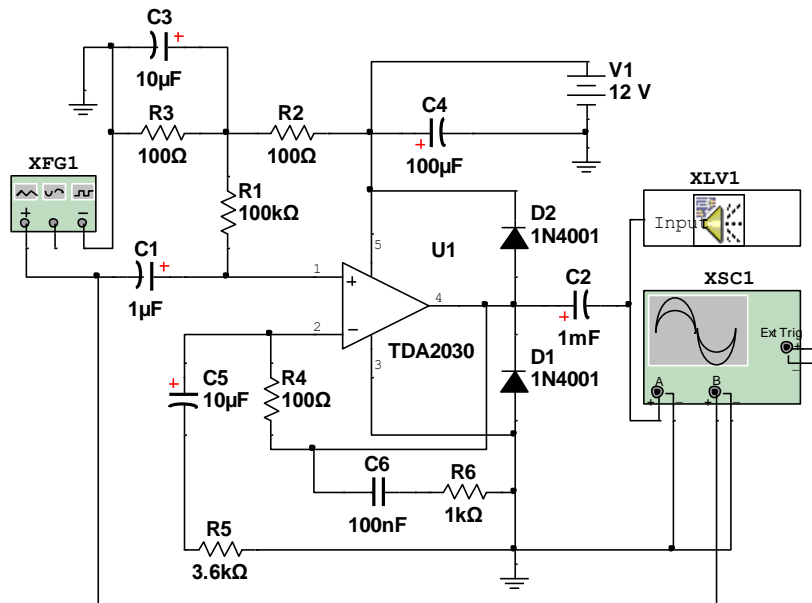 C3
+
10µF
V1
12 V
R3
100Ω
R2
100Ω
C4
+
100µF
XFG1
+
−
R1
100kΩ
XLV1
Input
D2
1N4001
U1
5
C1
+
1µF
1
+
4
C2
+
1mF
XSC1
Ext Trig
+
−
2
−
TDA2030
3
D1
1N4001
A
B
+
−
+
−
+
C5
10µF
R4
100Ω
C6
100nF
R6
1kΩ
R5
3.6kΩ